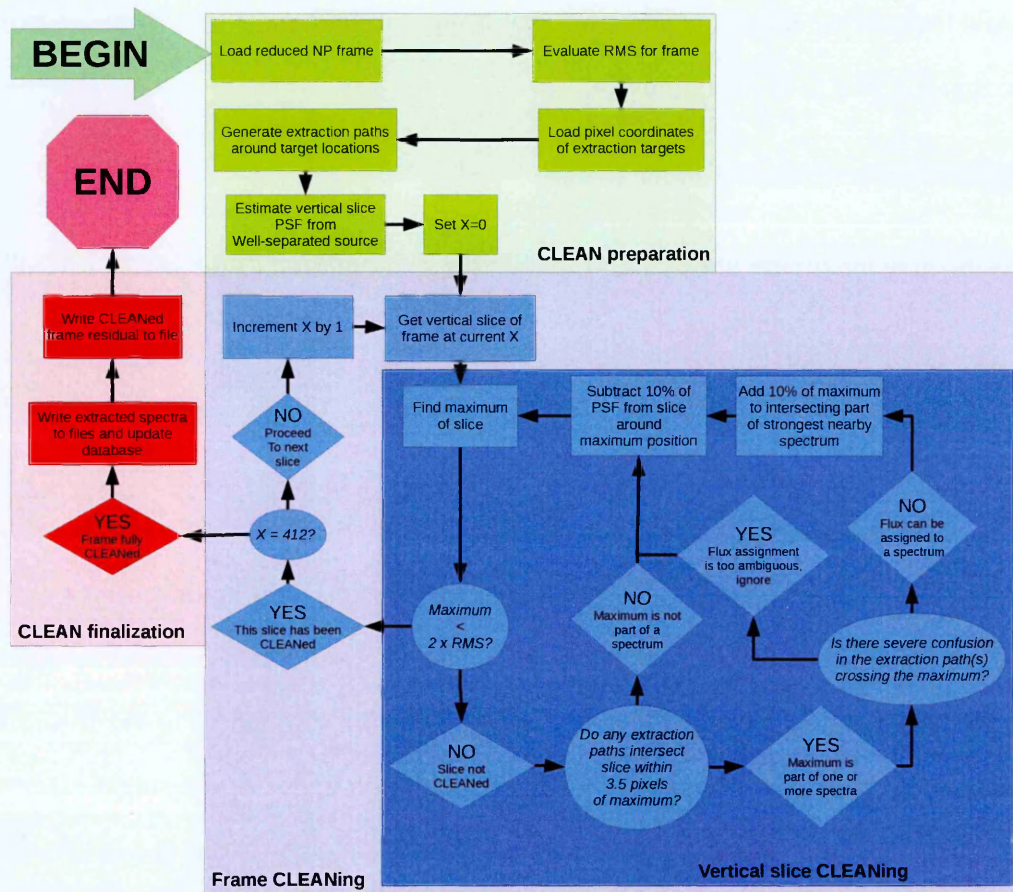 BEGIN
Load reduced NP frame
Evaluate RMS for frame
Generate extraction paths
around target locations
Load pixel coordinates
of extraction targets
END
Estimate vertical slice
PSF from
Well-separated source
Set X=0
CLEAN preparation
Write CLEANed
frame residual to file
Increment X by 1
Get vertical slice of
frame at current X
Write extracted spectra
to files and update
database
NO
Proceed
To next
slice
Find maximum
of slice
Subtract 10% of
PSF from slice
around
maximum position
Add 10% of maximum
to intersecting part
of strongest nearby
spectrum
YES
Frame fully
CLEANed
X = 412?
NO
Flux can be
assigned to
a spectrum
YES
Flux assignment
is too ambiguous,
ignore
NO
Maximum is not
part of a
spectrum
CLEAN finalization
YES
This slice has been
CLEANed
Maximum
<
2 x RMS?
Is there severe confusion
in the extraction path(s)
crossing the maximum?
NO
Slice not
CLEANed
Do any extraction
paths intersect
slice within
3.5 pixels
of maximum?
YES
Maximum is
part of one or
more spectra
Frame CLEANing
Vertical slice CLEANing